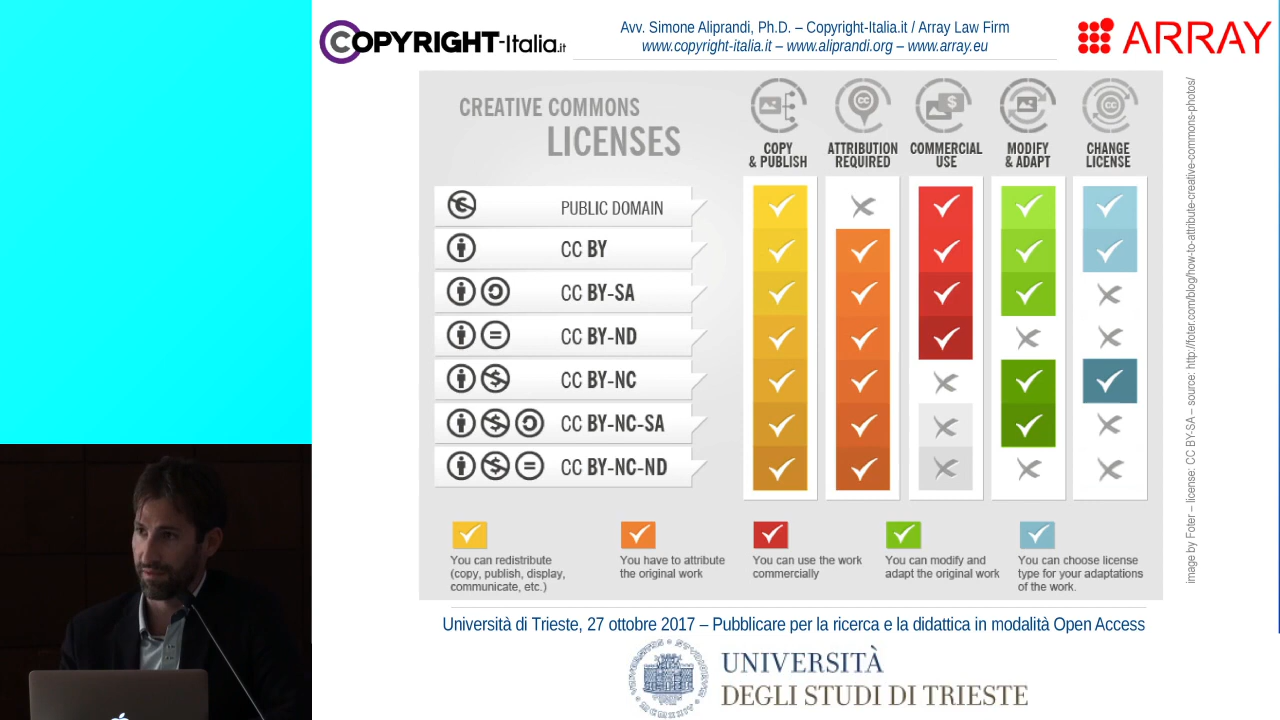 COPYRIGHT-Italia.it
Avv. Simone Aliprandi, Ph.D. – Copyright-Italia.it / Array Law Firm
www.copyright-italia.it – www.aliprandi.org – www.array.eu
ARRAY
CREATIVE COMMONS
LICENSES
COPY
& PUBLISH
ATTRIBUTION
REQUIRED
COMMERCIAL
USE
MODIFY
& ADAPT
CHANGE
LICENSE
PUBLIC DOMAIN
CC BY
CC BY-SA
CC BY-ND
CC BY-NC
CC BY-NC-SA
CC BY-NC-ND
You can redistribute
(copy, publish, display,
communicate, etc.)
You have to attribute
the original work
You can use the work
commercially
You can modify and
adapt the original work
You can choose license
type for your adaptations
of the work.
image by Foter – license: CC BY-SA – source: http://foter.com/blog/how-to-attribute-creative-commons-photos/
Università di Trieste, 27 ottobre 2017 – Pubblicare per la ricerca e la didattica in modalità Open Access
UNIVERSITÀ
DEGLI STUDI DI TRIESTE